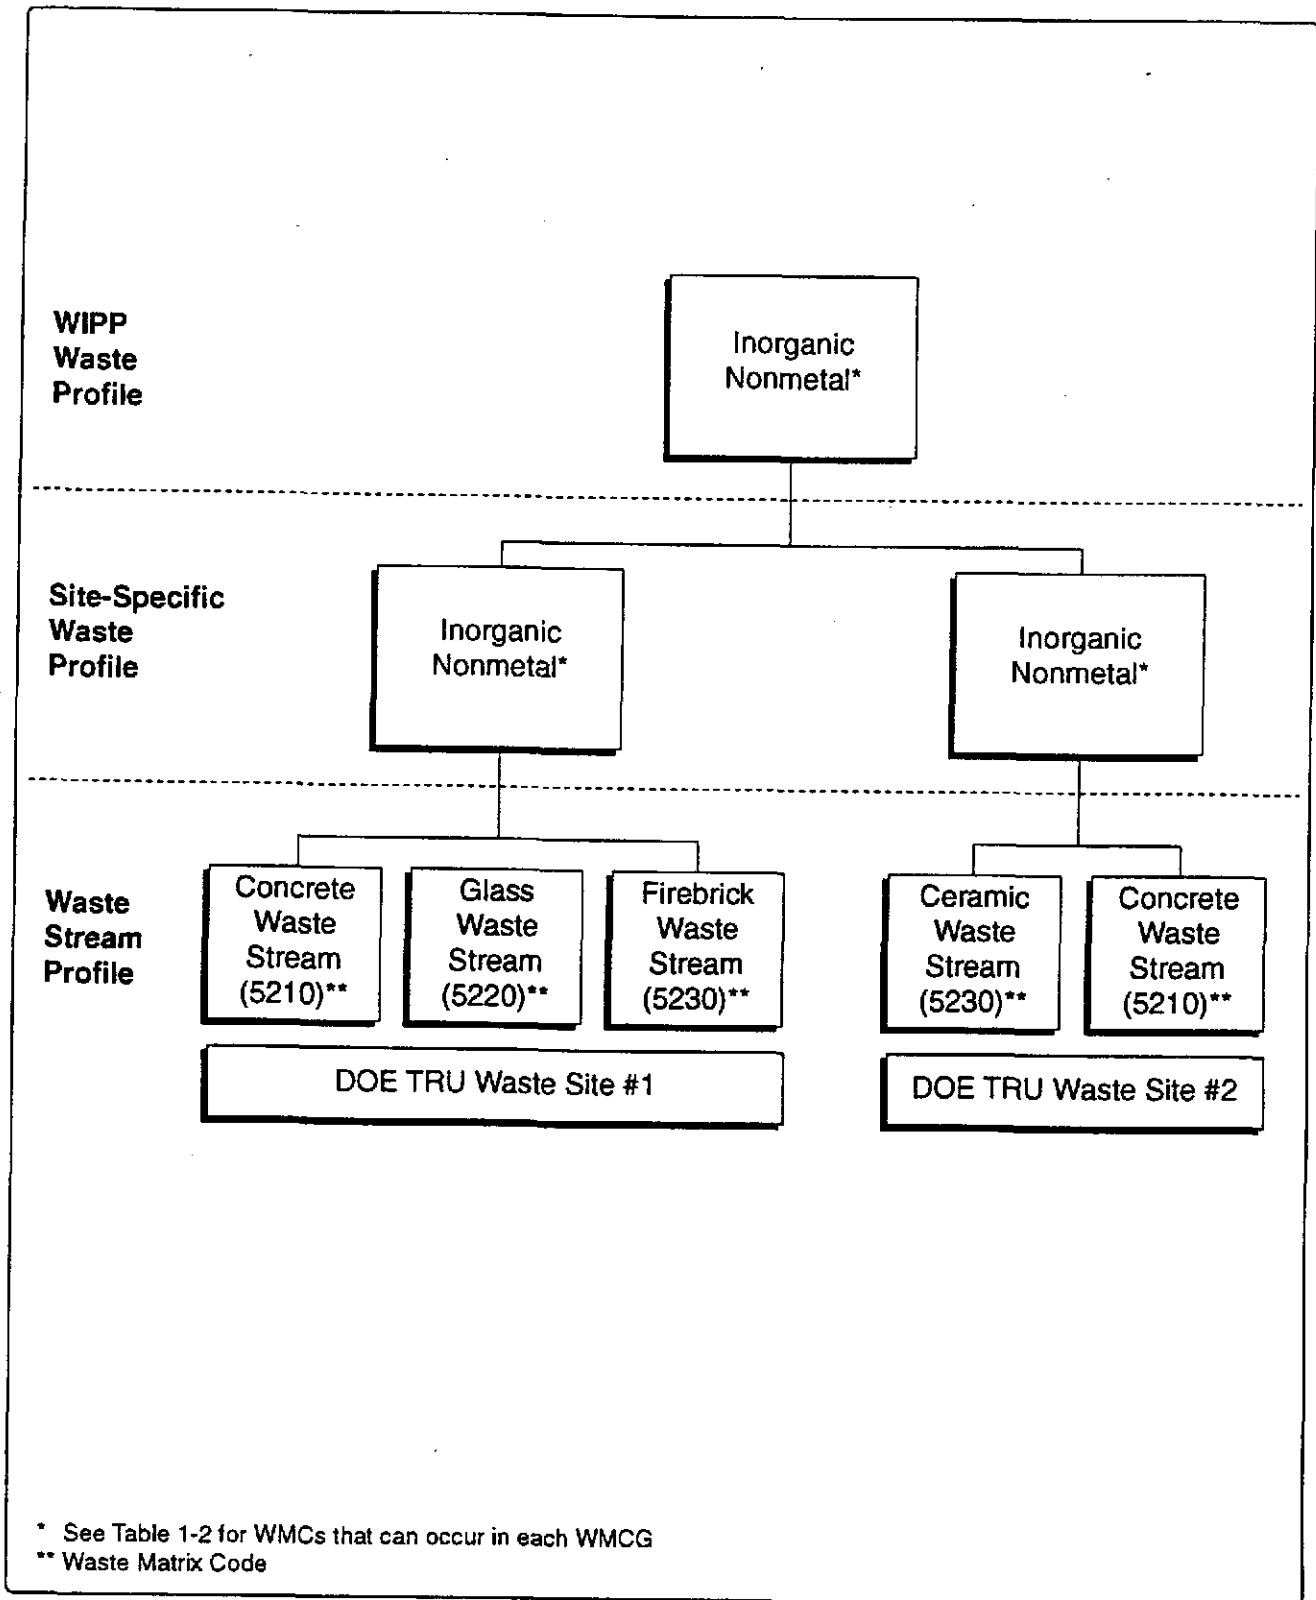 WIPP
Waste
Profile
Inorganic
Nonmetal*
Site-Specific
Waste
Profile
Inorganic
Nonmetal*
Inorganic
Nonmetal*
Waste
Stream
Profile
Concrete
Waste
Stream
(5210)**
Glass
Waste
Stream
(5220)**
Firebrick
Waste
Stream
(5230)**
Ceramic
Waste
Stream
(5230)**
Concrete
Waste
Stream
(5210)**
DOE TRU Waste Site #1
DOE TRU Waste Site #2
* See Table 1-2 for WMCs that can occur in each WMCG
** Waste Matrix Code